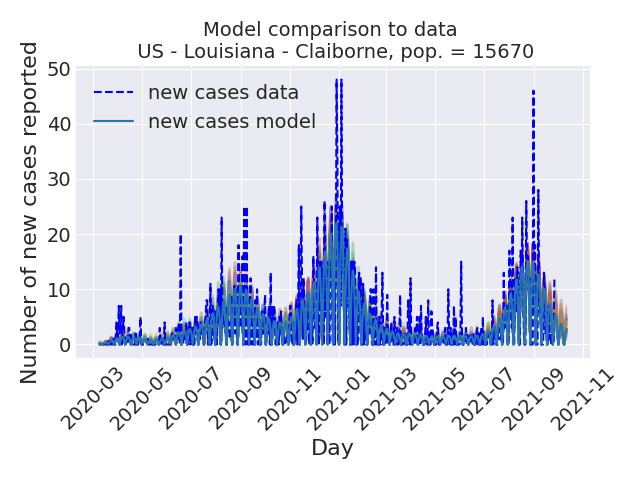 Model comparison to data
US - Louisiana - Claiborne, pop. = 15670
Number of new cases reported
50
40
30
20
10
0
new cases data
new cases model
2020-03
2020-05
2020-07
2020-09
2020-11
2021-01
2021-03
2021-05
2021-07
2021-09
2021-11
Day